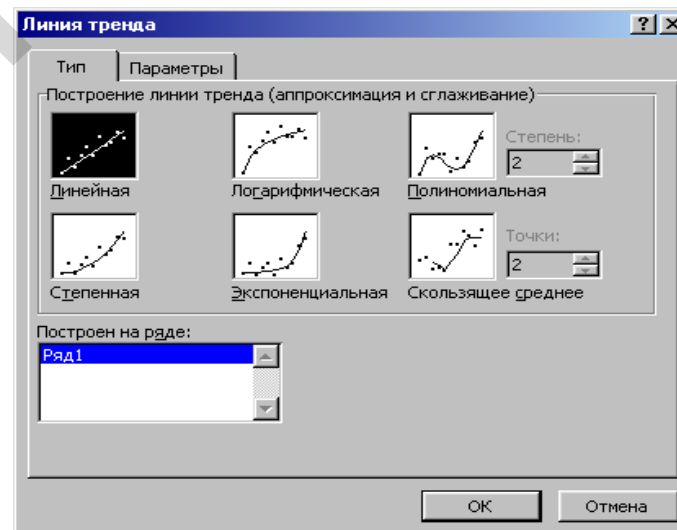 Линия тренда
Тип Параметры
Построение линии тренда (аппроксимация и сглаживание)
Степень:
2
Линейная Логарифмическая Полиномиальная
Точки:
2
Степенная Экспоненциальная Скользящее среднее
Построен на ряде:
Ряд1
ОК Отмена